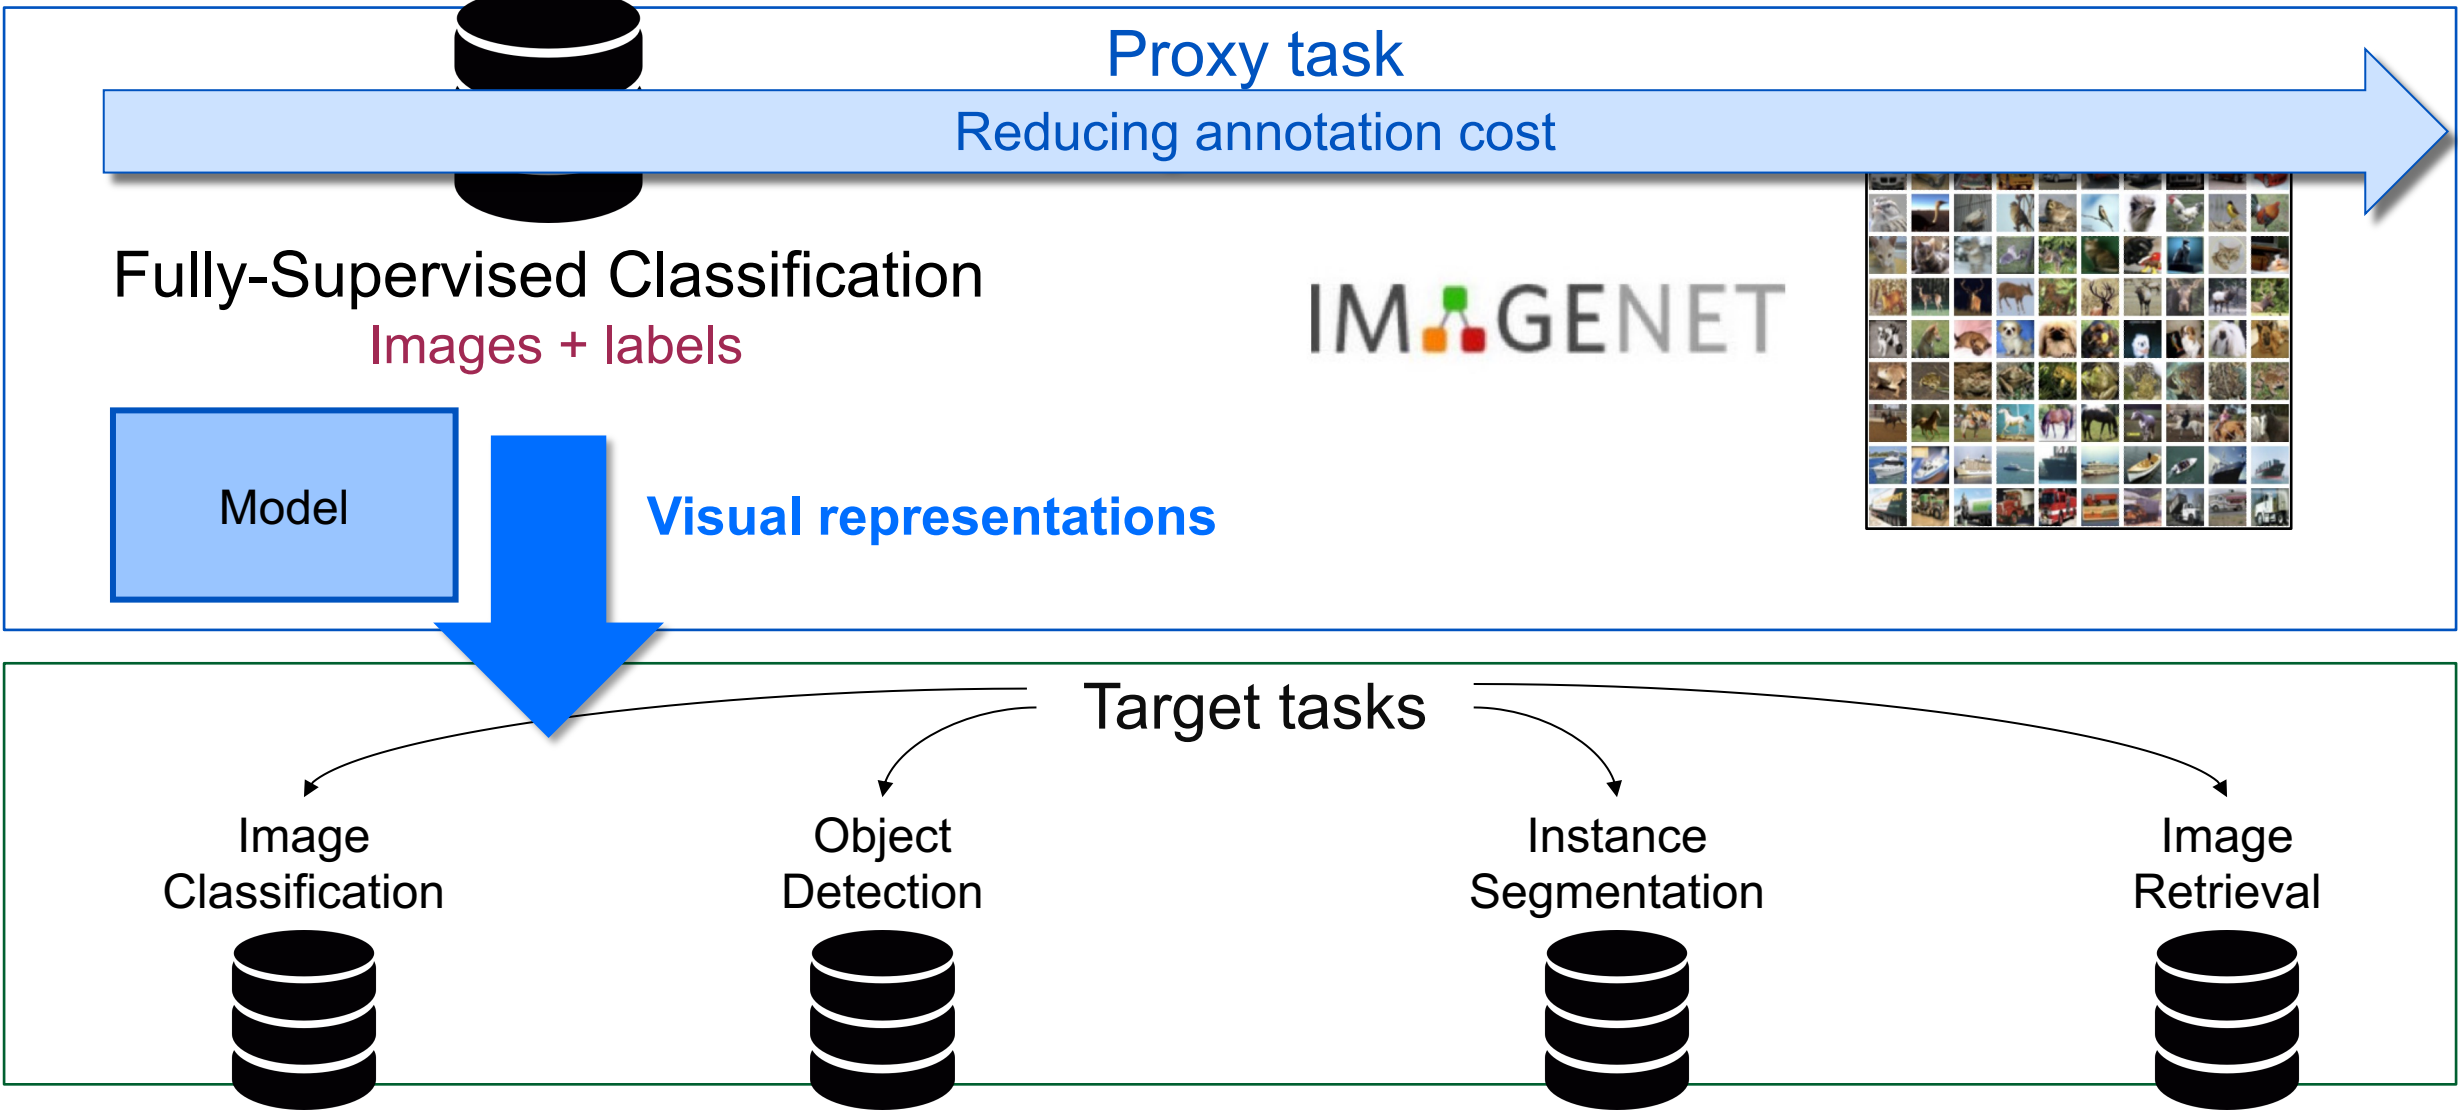 Proxy task
Reducing annotation cost
Fully-Supervised Classification
Images + labels
IMAGENET
Model
Visual representations
Target tasks
Image
Classification
Object
Detection
Instance
Segmentation
Image
Retrieval